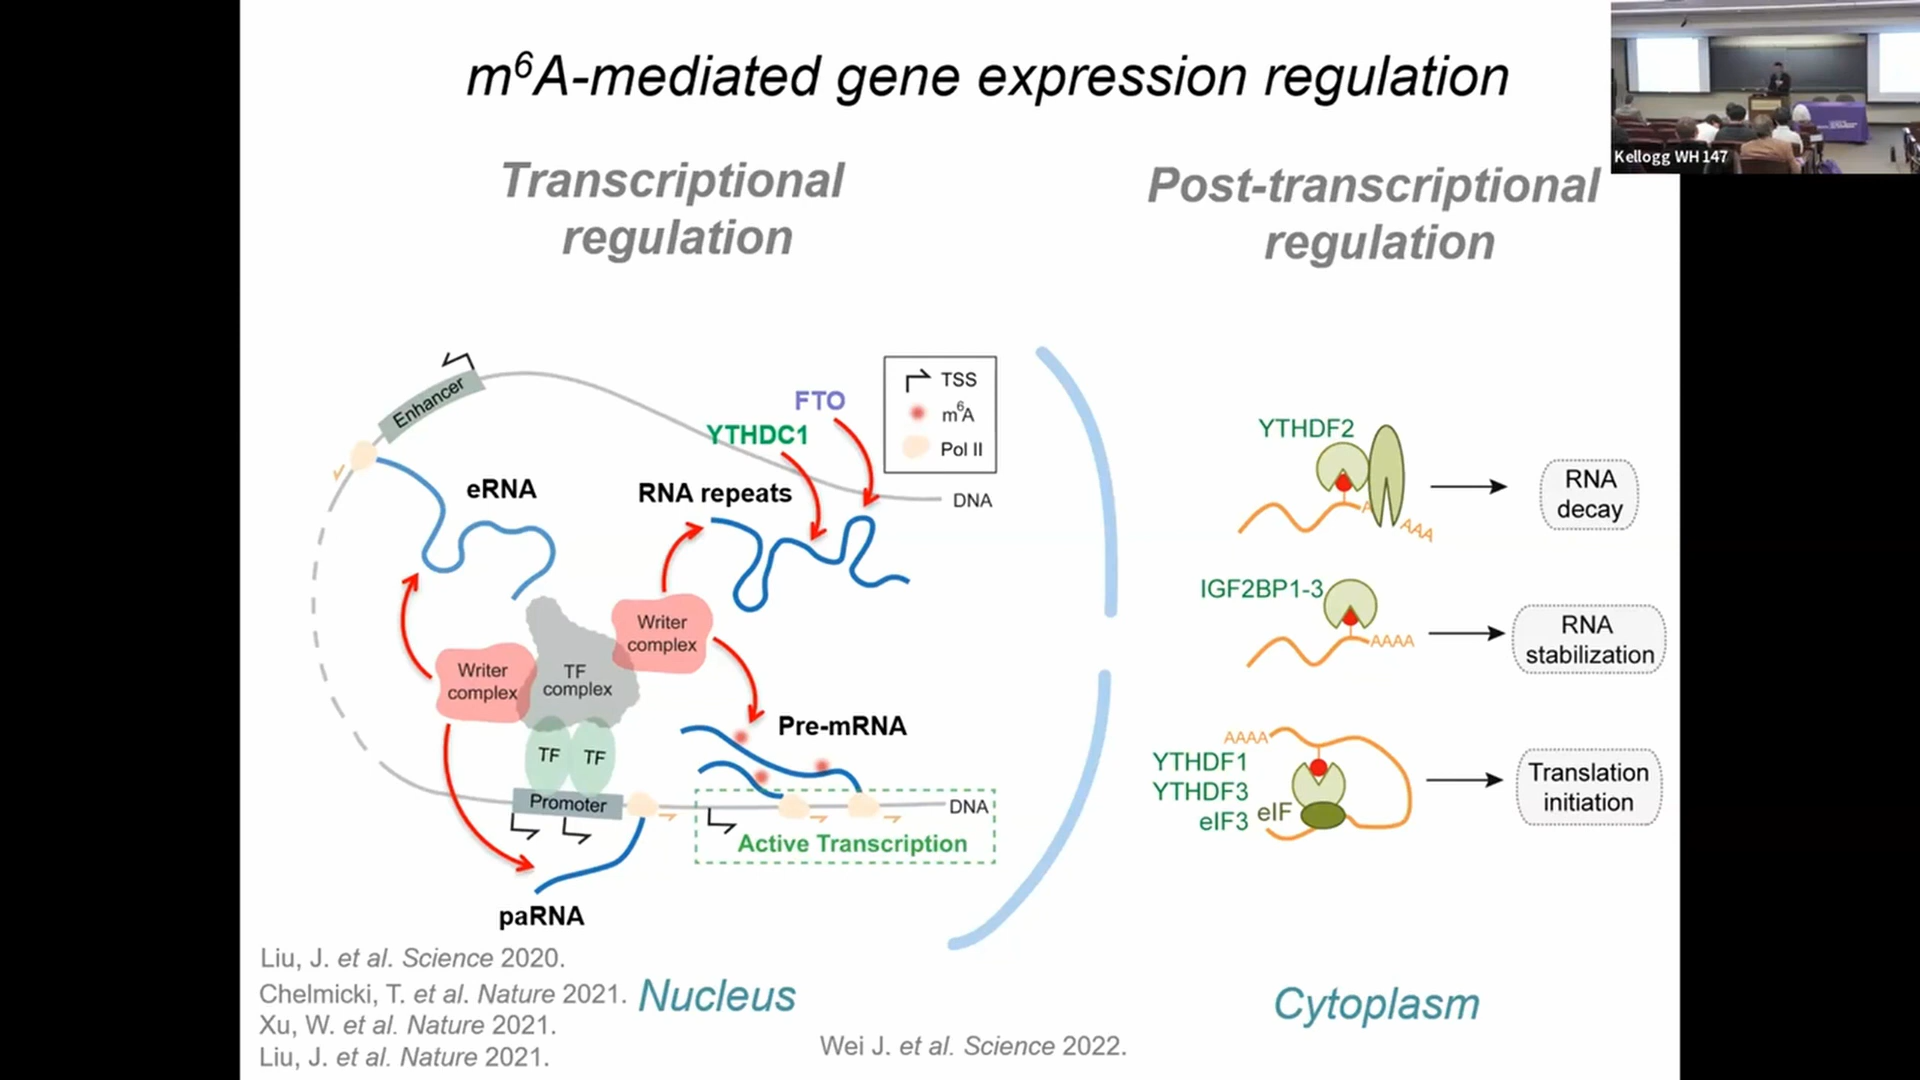 m⁶A-mediated gene expression regulation
Kellogg WH 147
Transcriptional
regulation
Post-transcriptional
regulation
Enhancer
eRNA
FTO
YTHDC1
RNA repeats
TSS
m⁶A
Pol II
DNA
Writer
complex
Writer
complex
TF
complex
TF
TF
Promoter
Pre-mRNA
DNA
Active Transcription
paRNA
YTHDF2
A
AAA
RNA
decay
IGF2BP1-3
AAAA
RNA
stabilization
AAAA
YTHDF1
YTHDF3
eIF3
eIF
Translation
initiation
Liu, J. et al. Science 2020.
Chelmicki, T. et al. Nature 2021.
Xu, W. et al. Nature 2021.
Liu, J. et al. Nature 2021.
Nucleus
Wei J. et al. Science 2022.
Cytoplasm